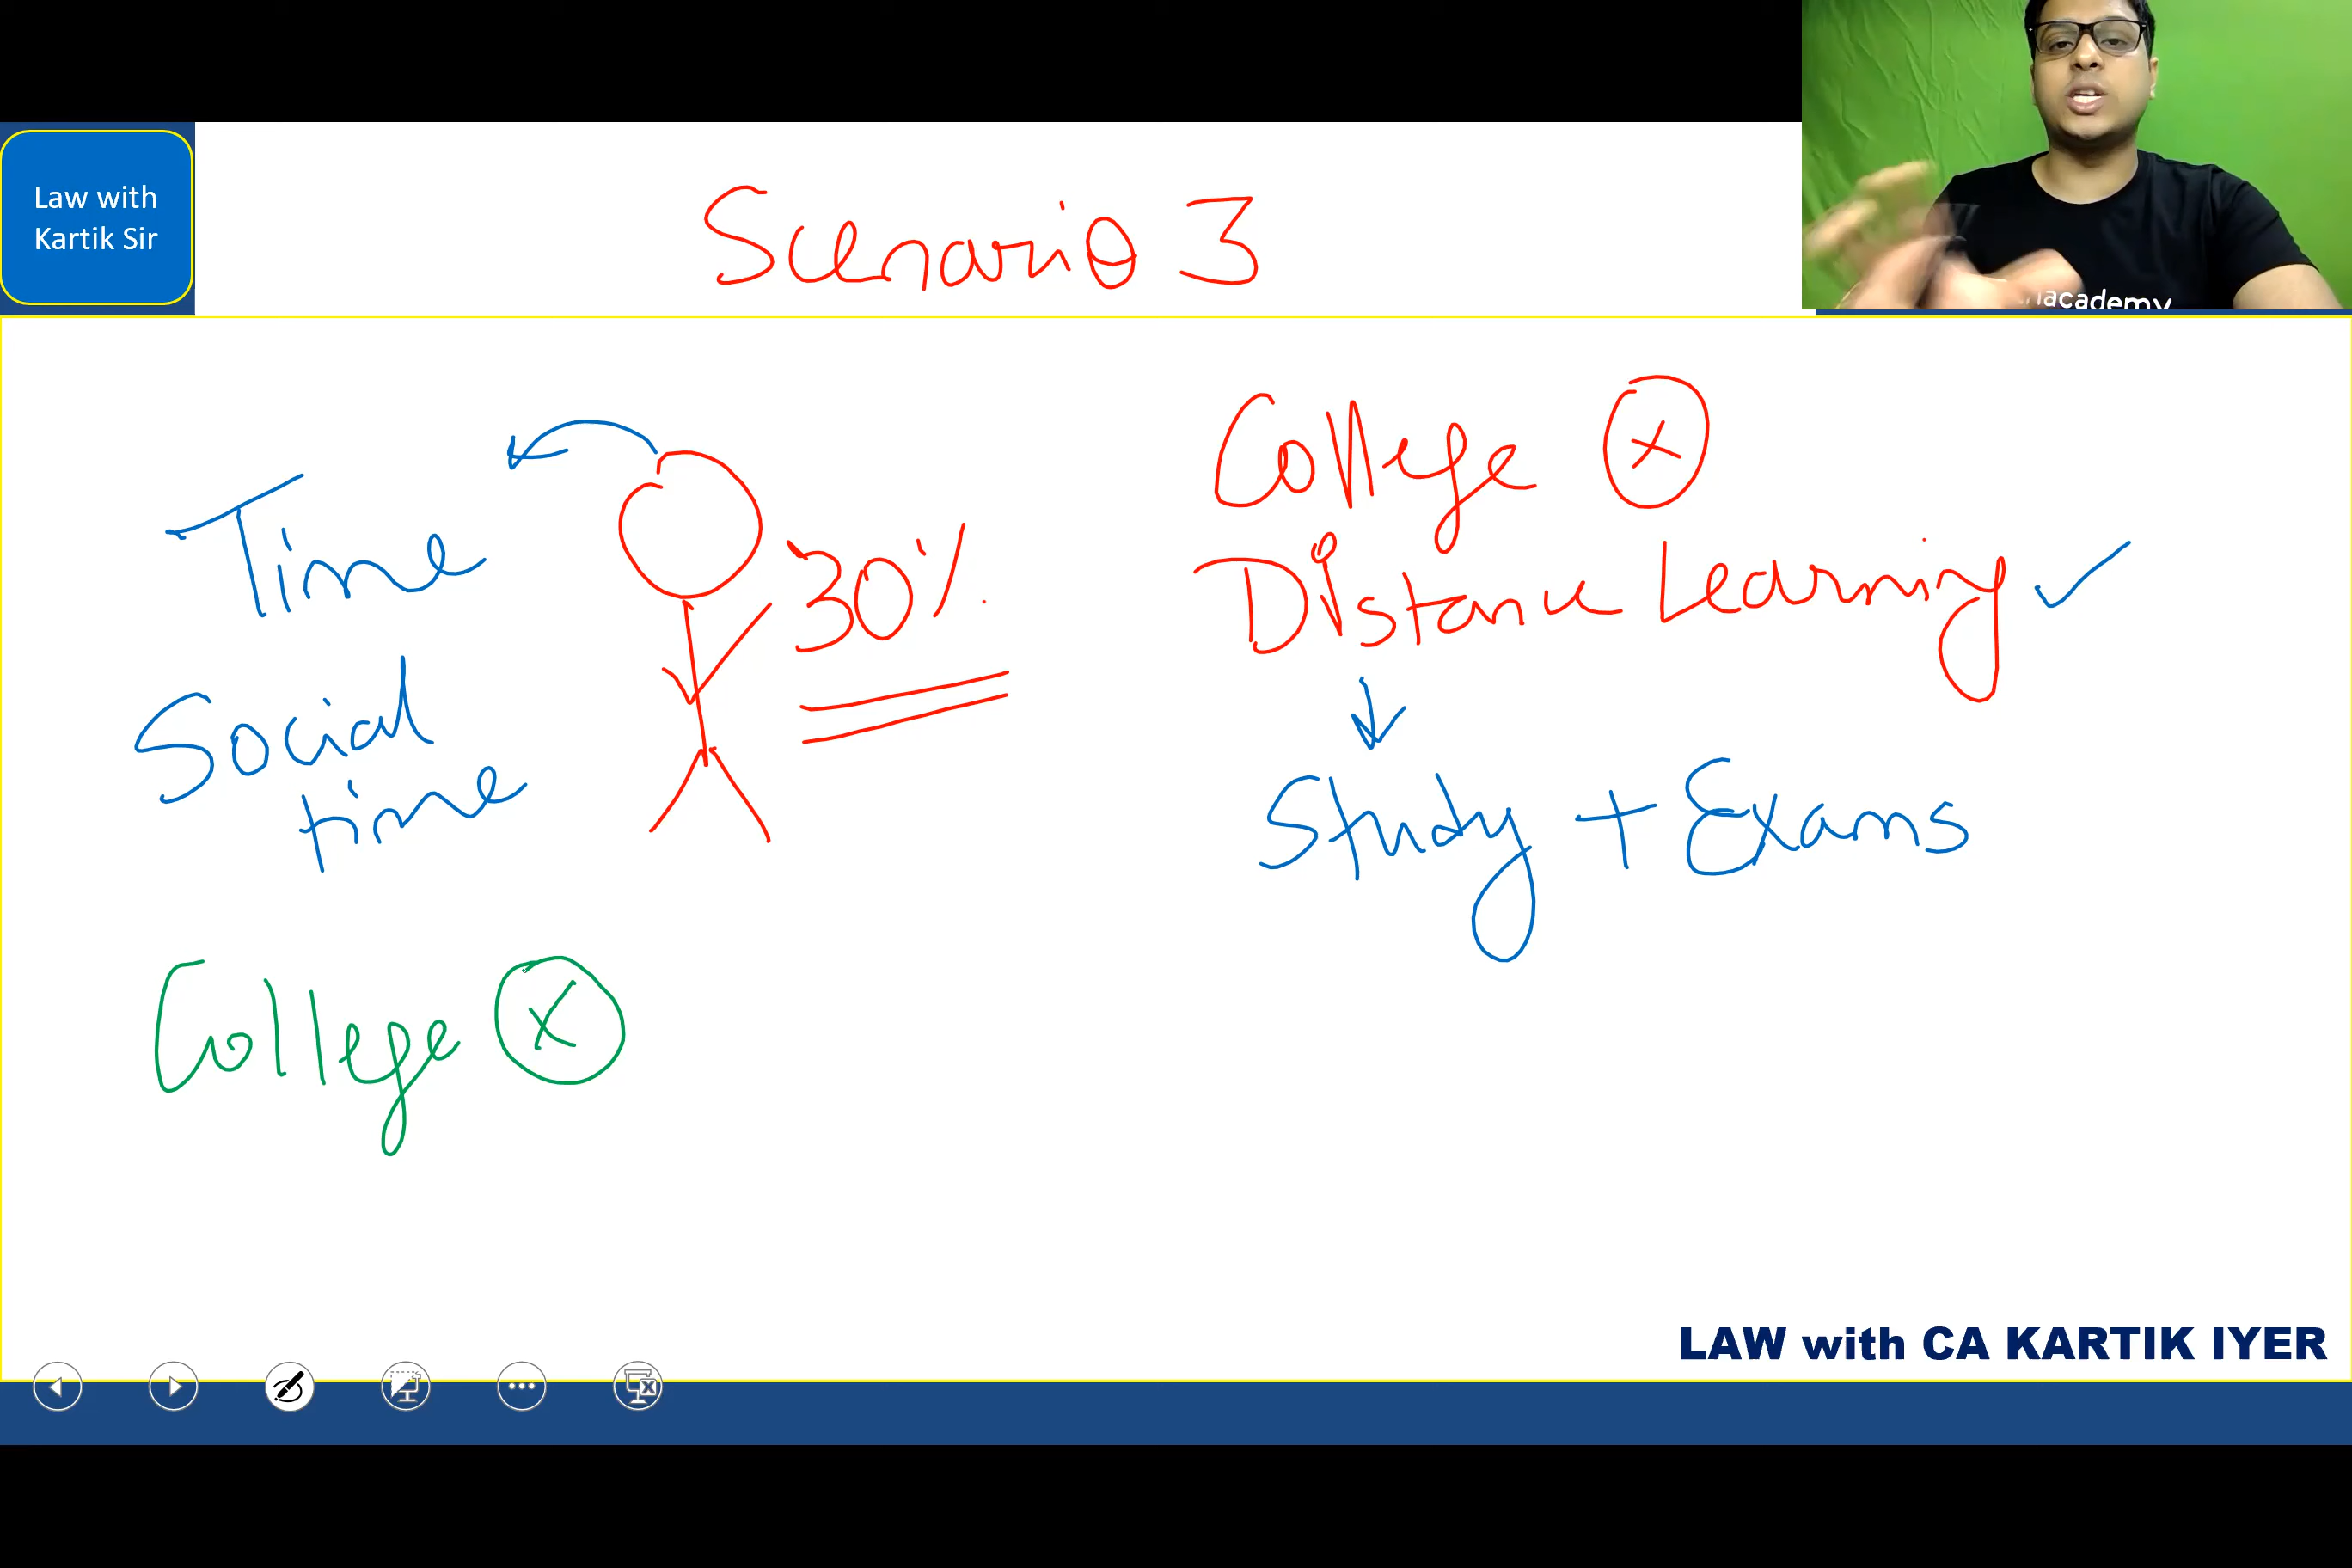 Law with
Kartik Sir
Scenario 3
Time
30%.
Social
time
College X
College X
Distance Learning ✓
Study + Exams
academy
LAW with CA KARTIK IYER